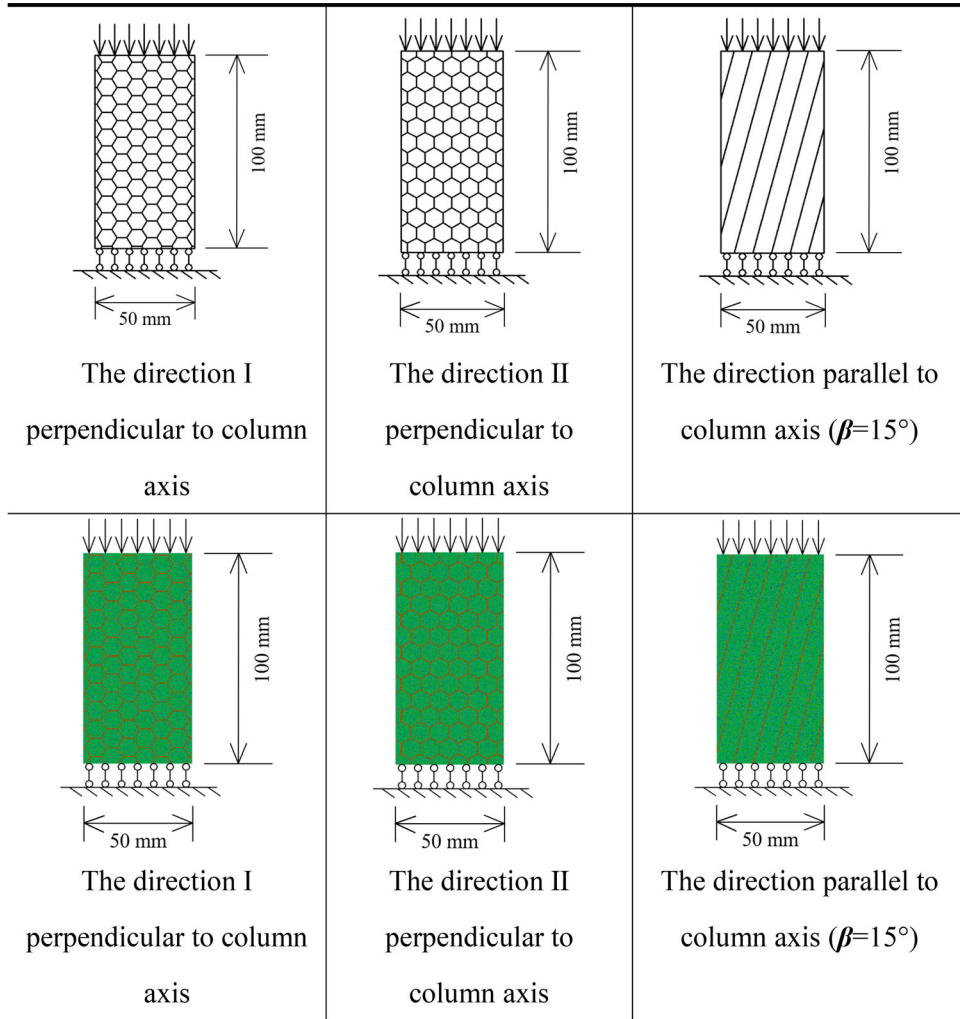 100 mm
50 mm
The direction I
perpendicular to column
axis
100 mm
50 mm
The direction II
perpendicular to
column axis
100 mm
50 mm
The direction parallel to
column axis (β=15°)
100 mm
50 mm
The direction I
perpendicular to column
axis
100 mm
50 mm
The direction II
perpendicular to
column axis
100 mm
50 mm
The direction parallel to
column axis (β=15°)